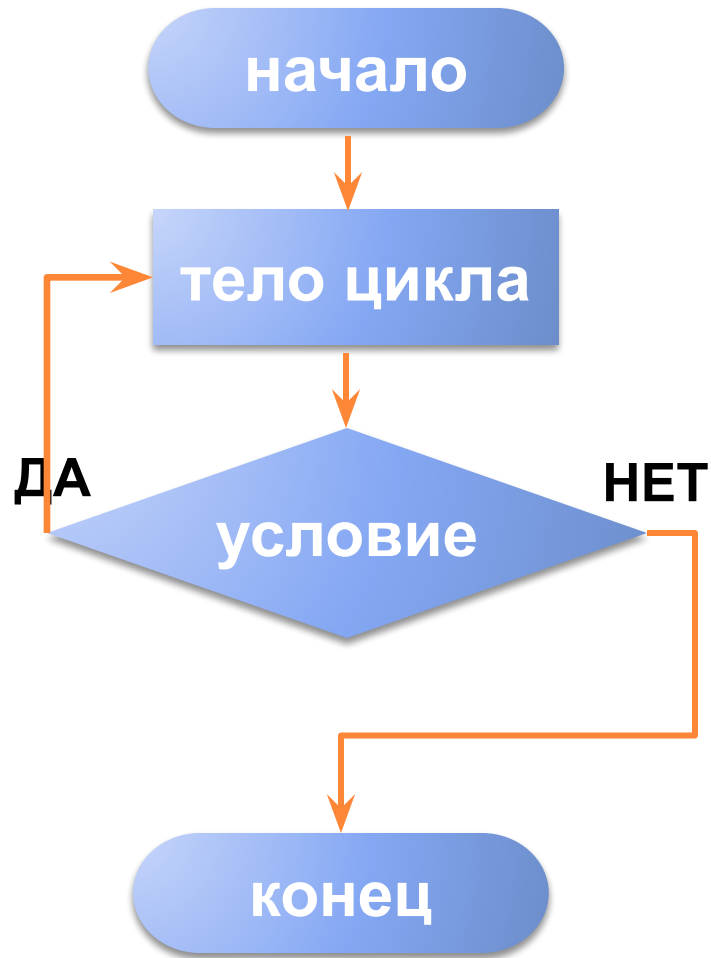 начало
тело цикла
ДА
НЕТ
условие
конец